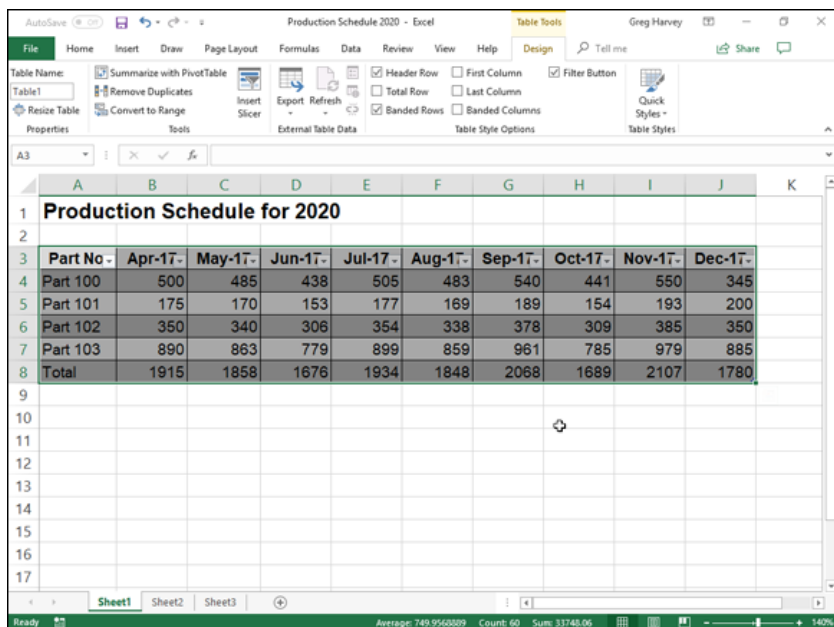 AutoSave Off Production Schedule 2020 - Excel Table Tools Greg Harvey
File Home Insert Draw Page Layout Formulas Data Review View Help Design Tell me Share
Table Name: Summarize with PivotTable Header Row First Column Filter Button
Table1 Remove Duplicates Insert Slicer Export Refresh Total Row Last Column Quick Styles
Resize Table Convert to Range Banded Rows Banded Columns
Properties Tools External Table Data Table Style Options Table Styles
A3 fx
A B C D E F G H I J K
1 Production Schedule for 2020
2
3 Part No Apr-17 May-17 Jun-17 Jul-17 Aug-17 Sep-17 Oct-17 Nov-17 Dec-17
4 Part 100 500 485 438 505 483 540 441 550 345
5 Part 101 175 170 153 177 169 189 154 193 200
6 Part 102 350 340 306 354 338 378 309 385 350
7 Part 103 890 863 779 899 859 961 785 979 885
8 Total 1915 1858 1676 1934 1848 2068 1689 2107 1780
9
10
11
12
13
14
15
16
17
Sheet1 Sheet2 Sheet3
Ready Average: 749.9568889 Count: 60 Sum: 33748.06 140%